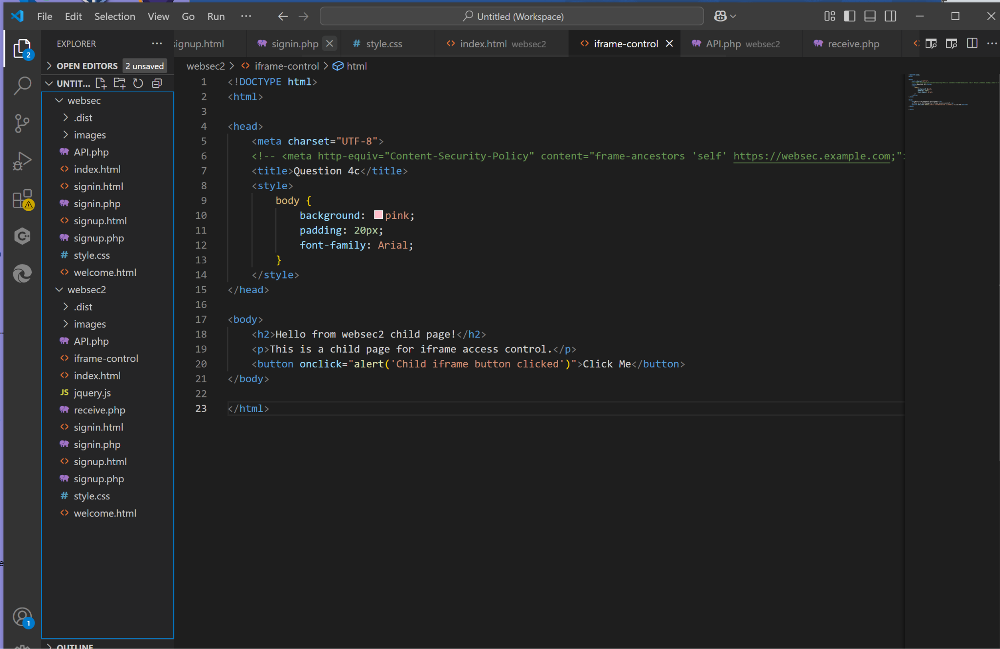 File Edit Selection View Go Run ··· Untitled (Workspace)
EXPLORER ···
ignup.html signin.php style.css index.html websec2 iframe-control API.php websec2 receive.php ···
OPEN EDITORS 2 unsaved
websec2 > iframe-control > html
UNTIT...
websec
.dist
images
API.php
index.html
signin.html
signin.php
signup.html
signup.php
style.css
welcome.html
websec2
.dist
images
API.php
iframe-control
index.html
JS jquery.js
receive.php
signin.html
signin.php
signup.html
signup.php
style.css
welcome.html
OUTLINE
2
1
1 <!DOCTYPE html>
2 <html>
3
4 <head>
5 <meta charset="UTF-8">
6 <!-- <meta http-equiv="Content-Security-Policy" content="frame-ancestors 'self' https://websec.example.com;">
7 <title>Question 4c</title>
8 <style>
9 body {
10 background: pink;
11 padding: 20px;
12 font-family: Arial;
13 }
14 </style>
15 </head>
16
17 <body>
18 <h2>Hello from websec2 child page!</h2>
19 <p>This is a child page for iframe access control.</p>
20 <button onclick="alert('Child iframe button clicked')">Click Me</button>
21 </body>
22
23 </html>